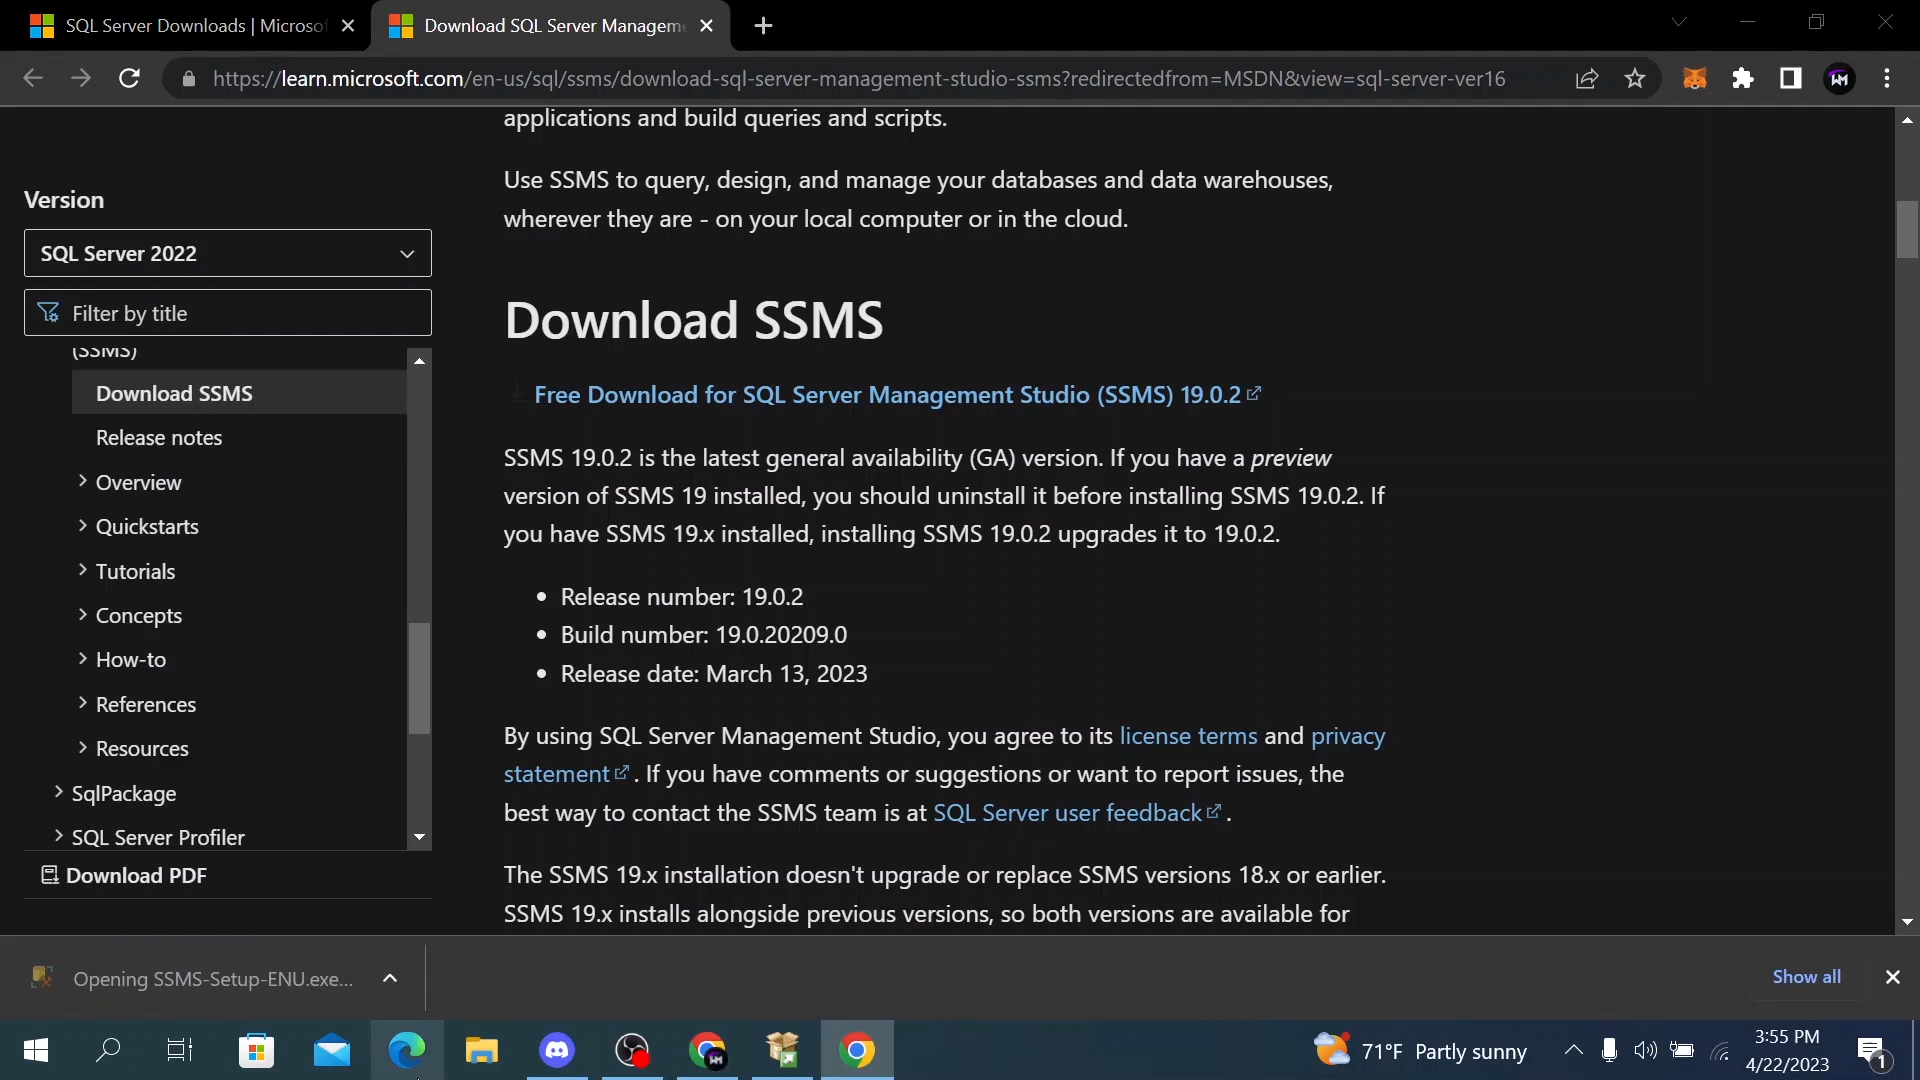 SQL Server Downloads | Microso
Download SQL Server Managem
https://learn.microsoft.com/en-us/sql/ssms/download-sql-server-management-studio-ssms?redirectedfrom=MSDN&view=sql-server-ver16
applications and build queries and scripts.
Use SSMS to query, design, and manage your databases and data warehouses,
wherever they are - on your local computer or in the cloud.
Version
SQL Server 2022
Filter by title
(SSMS)
Download SSMS
Release notes
Overview
Quickstarts
Tutorials
Concepts
How-to
References
Resources
SqlPackage
SQL Server Profiler
Download PDF
Download SSMS
Free Download for SQL Server Management Studio (SSMS) 19.0.2
SSMS 19.0.2 is the latest general availability (GA) version. If you have a preview
version of SSMS 19 installed, you should uninstall it before installing SSMS 19.0.2. If
you have SSMS 19.x installed, installing SSMS 19.0.2 upgrades it to 19.0.2.
• Release number: 19.0.2
• Build number: 19.0.20209.0
• Release date: March 13, 2023
By using SQL Server Management Studio, you agree to its license terms and privacy
statement. If you have comments or suggestions or want to report issues, the
best way to contact the SSMS team is at SQL Server user feedback.
The SSMS 19.x installation doesn't upgrade or replace SSMS versions 18.x or earlier.
SSMS 19.x installs alongside previous versions, so both versions are available for
Opening SSMS-Setup-ENU.exe...
Show all
71°F Partly sunny
3:55 PM
4/22/2023
1